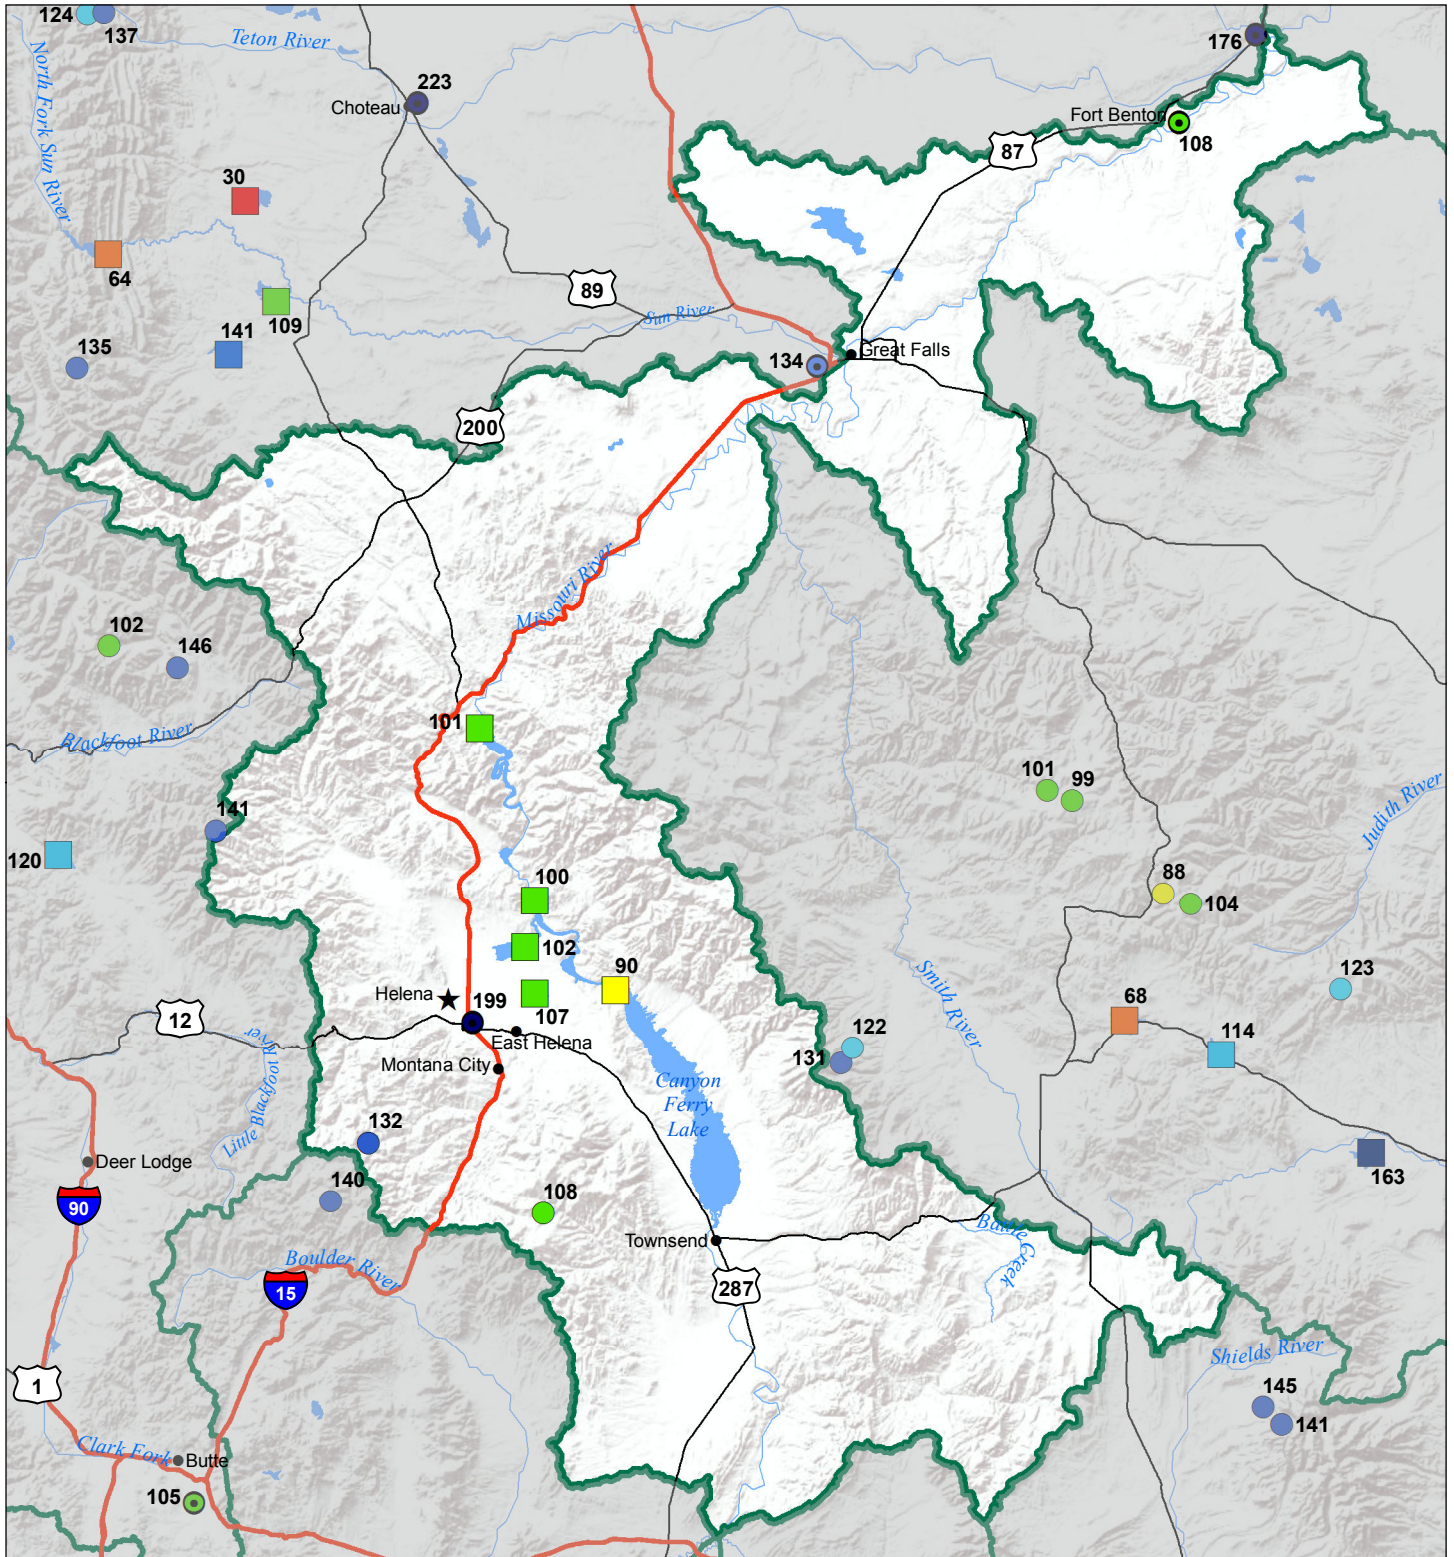 124
137
Teton River
176
North Fork Sun River
223
Choteau
Fort Benton
108
87
30
64
89
109
Sun River
141
134
Great Falls
135
200
Missouri River
102
146
101
Blackfoot River
101
99
Judith River
141
120
88
104
100
102
90
Smith River
123
Helena
199
107
68
12
East Helena
122
114
131
Montana City
Little Blackfoot River
Canyon
Ferry
Lake
132
Deer Lodge
163
140
90
108
Townsend
Battle Creek
Boulder River
15
287
Shields River
1
145
141
Clark Fork
Butte
105